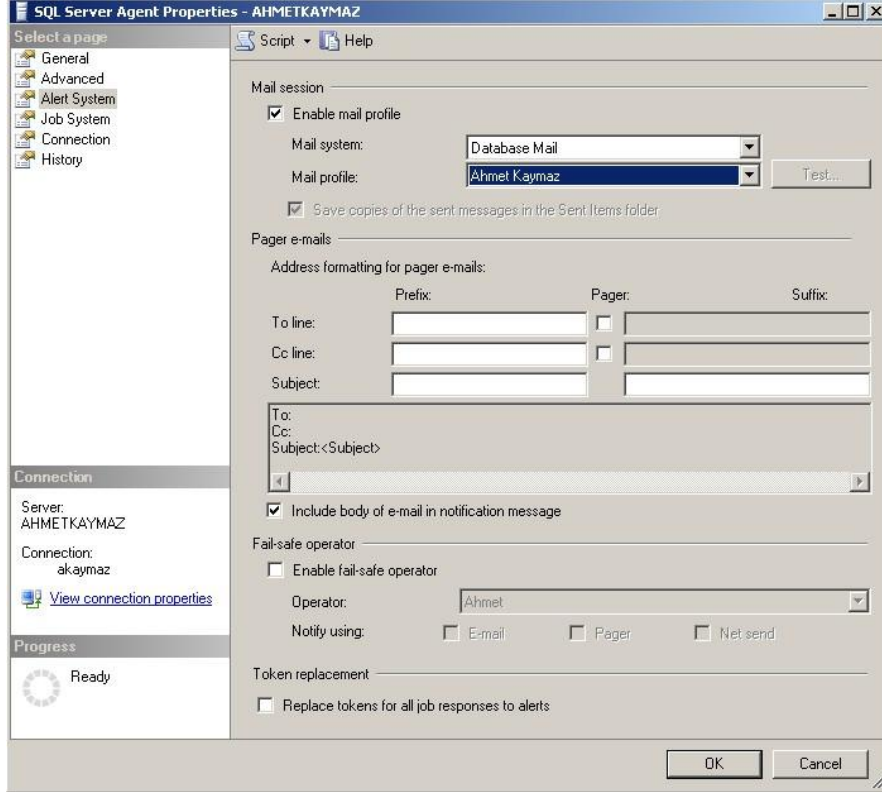 SQL Server Agent Properties - AHMETKAYMAZ
Select a page
General
Advanced
Alert System
Job System
Connection
History
Script Help
Mail session
Enable mail profile
Mail system: Database Mail
Mail profile: Ahmet Kaymaz Test...
Save copies of the sent messages in the Sent Items folder
Pager e-mails
Address formatting for pager e-mails:
Prefix: Pager: Suffix:
To line:
Cc line:
Subject:
To:
Cc:
Subject:<Subject>
Include body of e-mail in notification message
Fail-safe operator
Enable fail-safe operator
Operator: Ahmet
Notify using: E-mail Pager Net send
Token replacement
Replace tokens for all job responses to alerts
Connection
Server:
AHMETKAYMAZ
Connection:
akaymaz
View connection properties
Progress
Ready
OK Cancel